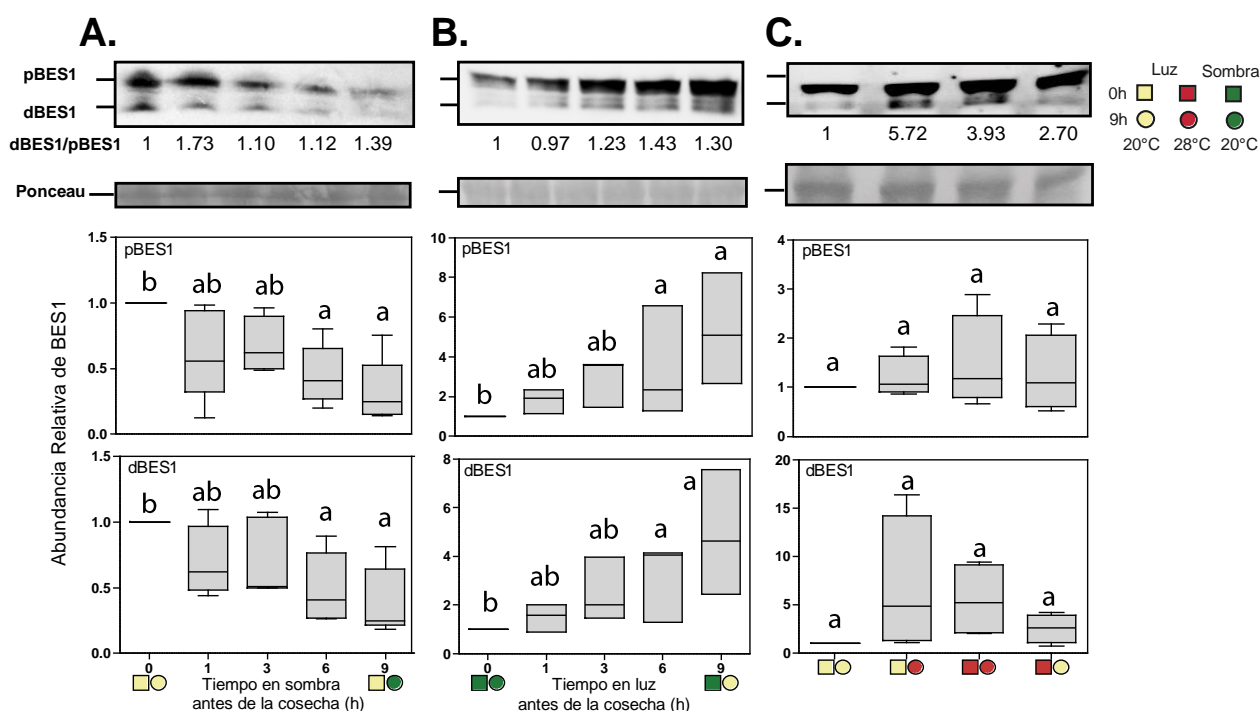 A.
B.
C.
pBES1
dBES1
dBES1/pBES1 1 1.73 1.10 1.12 1.39
1 0.97 1.23 1.43 1.30
1 5.72 3.93 2.70
Luz Sombra
0h
9h
20°C 28°C 20°C
Ponceau
Abundancia Relativa de BES1
1.5
1.0
0.5
0.0
pBES1
b ab ab a a
10
8
6
4
2
0
pBES1
b ab ab a a
4
3
2
1
0
pBES1
a a a a
1.5
1.0
0.5
0.0
dBES1
b ab ab a a
0 1 3 6 9
Tiempo en sombra
antes de la cosecha (h)
8
6
4
2
0
dBES1
b ab ab a a
0 1 3 6 9
Tiempo en luz
antes de la cosecha (h)
20
15
10
5
0
dBES1
a a a a